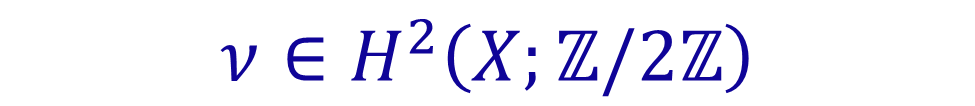 ν ∈ H²(X; ℤ/2ℤ)